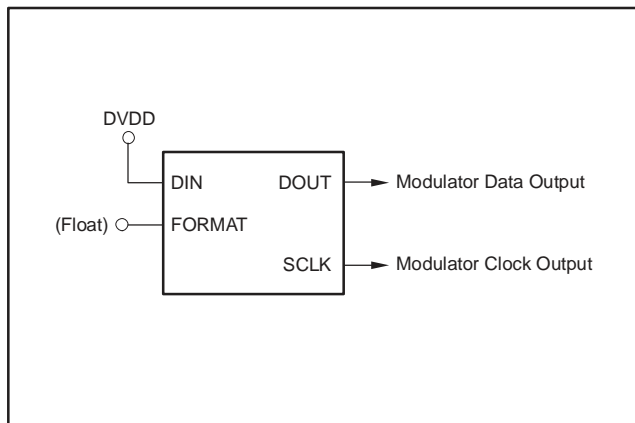 DVDD
DIN DOUT Modulator Data Output
(Float) FORMAT
SCLK Modulator Clock Output